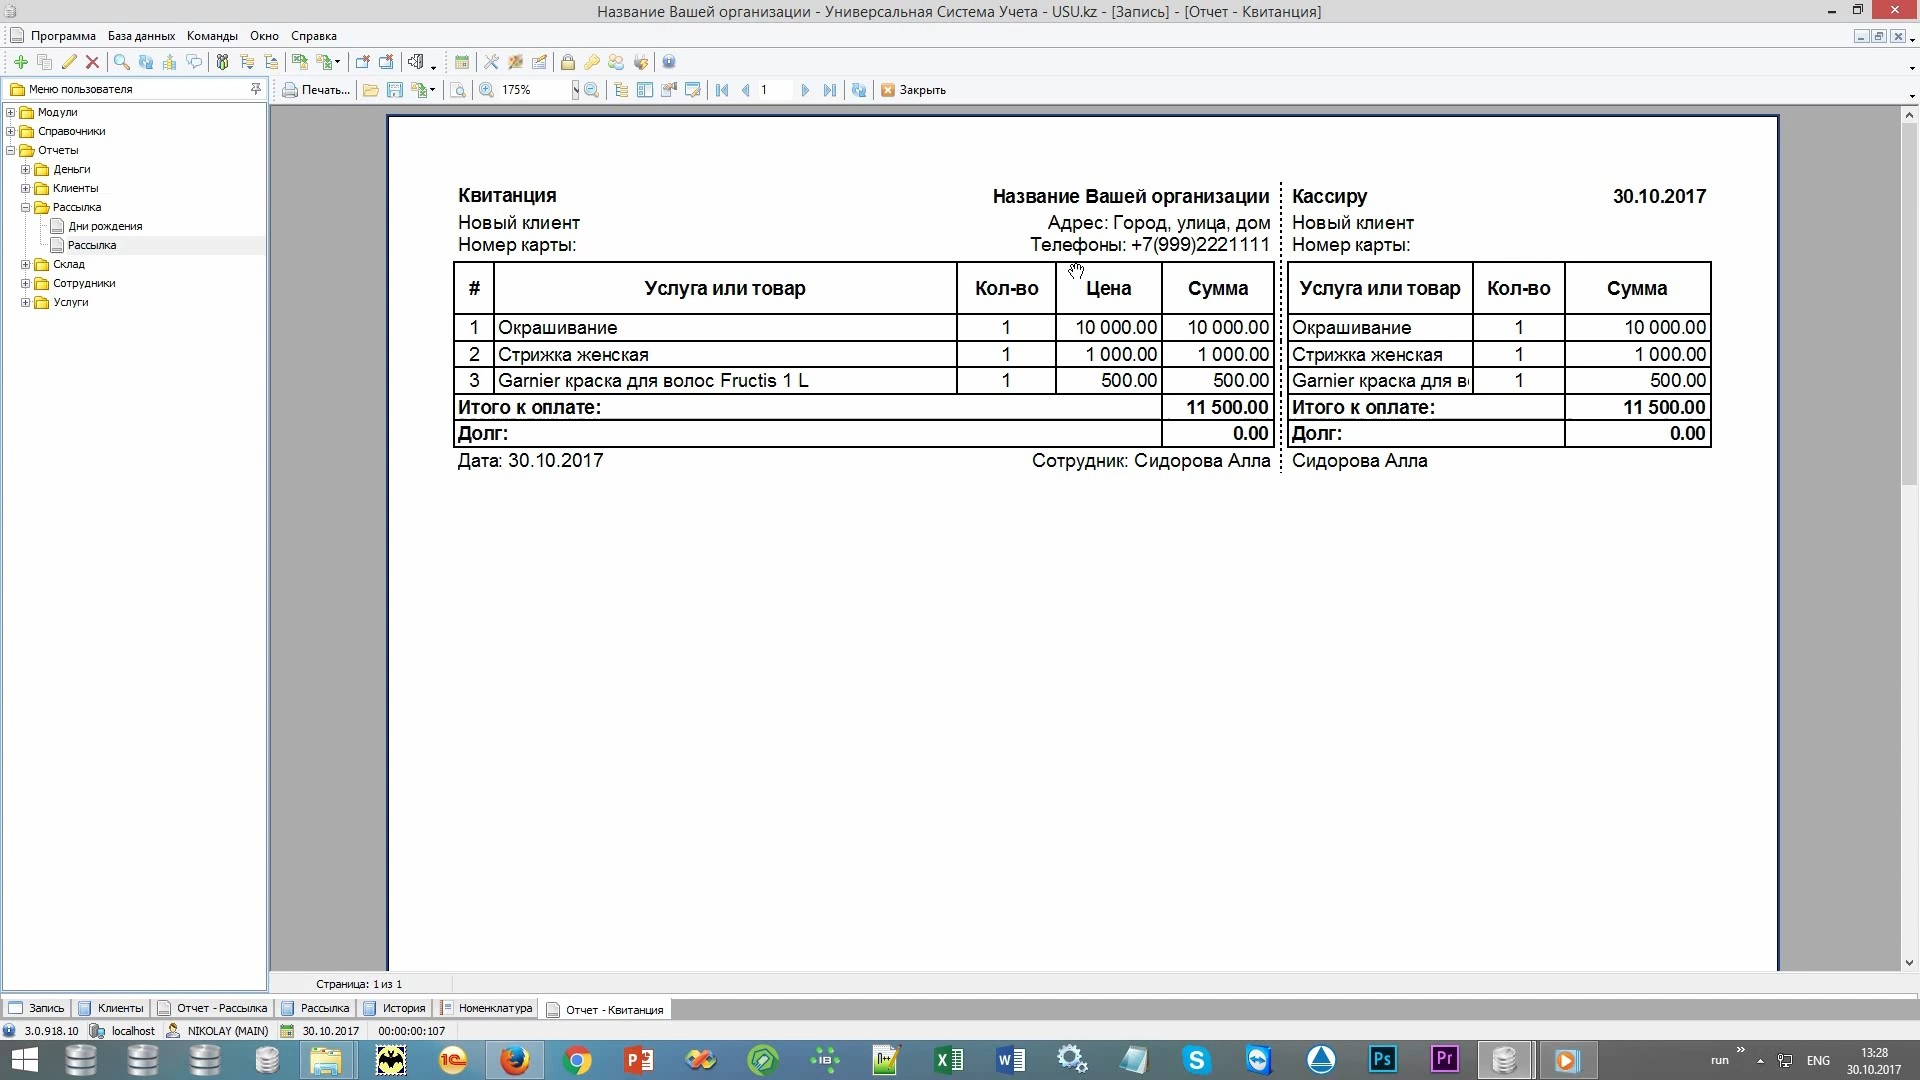 Название Вашей организации - Универсальная Система Учета - USU.kz - [Запись] - [Отчет - Квитанция]
Программа База данных Команды Окно Справка
Меню пользователя
Печать... 175% 1 Закрыть
Модули
Справочники
Отчеты
Деньги
Клиенты
Рассылка
Дни рождения
Рассылка
Склад
Сотрудники
Услуги
Квитанция Название Вашей организации Кассиру 30.10.2017
Новый клиент Адрес: Город, улица, дом Новый клиент
Номер карты: Телефоны: +7(999)2221111 Номер карты:
# Услуга или товар Кол-во Цена Сумма Услуга или товар Кол-во Сумма
1 Окрашивание 1 10 000.00 10 000.00 Окрашивание 1 10 000.00
2 Стрижка женская 1 1 000.00 1 000.00 Стрижка женская 1 1 000.00
3 Garnier краска для волос Fructis 1 L 1 500.00 500.00 Garnier краска для в 1 500.00
Итого к оплате: 11 500.00 Итого к оплате: 11 500.00
Долг: 0.00 Долг: 0.00
Дата: 30.10.2017 Сотрудник: Сидорова Алла Сидорова Алла
Страница: 1 из 1
Запись Клиенты Отчет - Рассылка Рассылка История Номенклатура Отчет - Квитанция
3.0.918.10 localhost NIKOLAY (MAIN) 30.10.2017 00:00:00:107
run ENG 13:28
30.10.2017